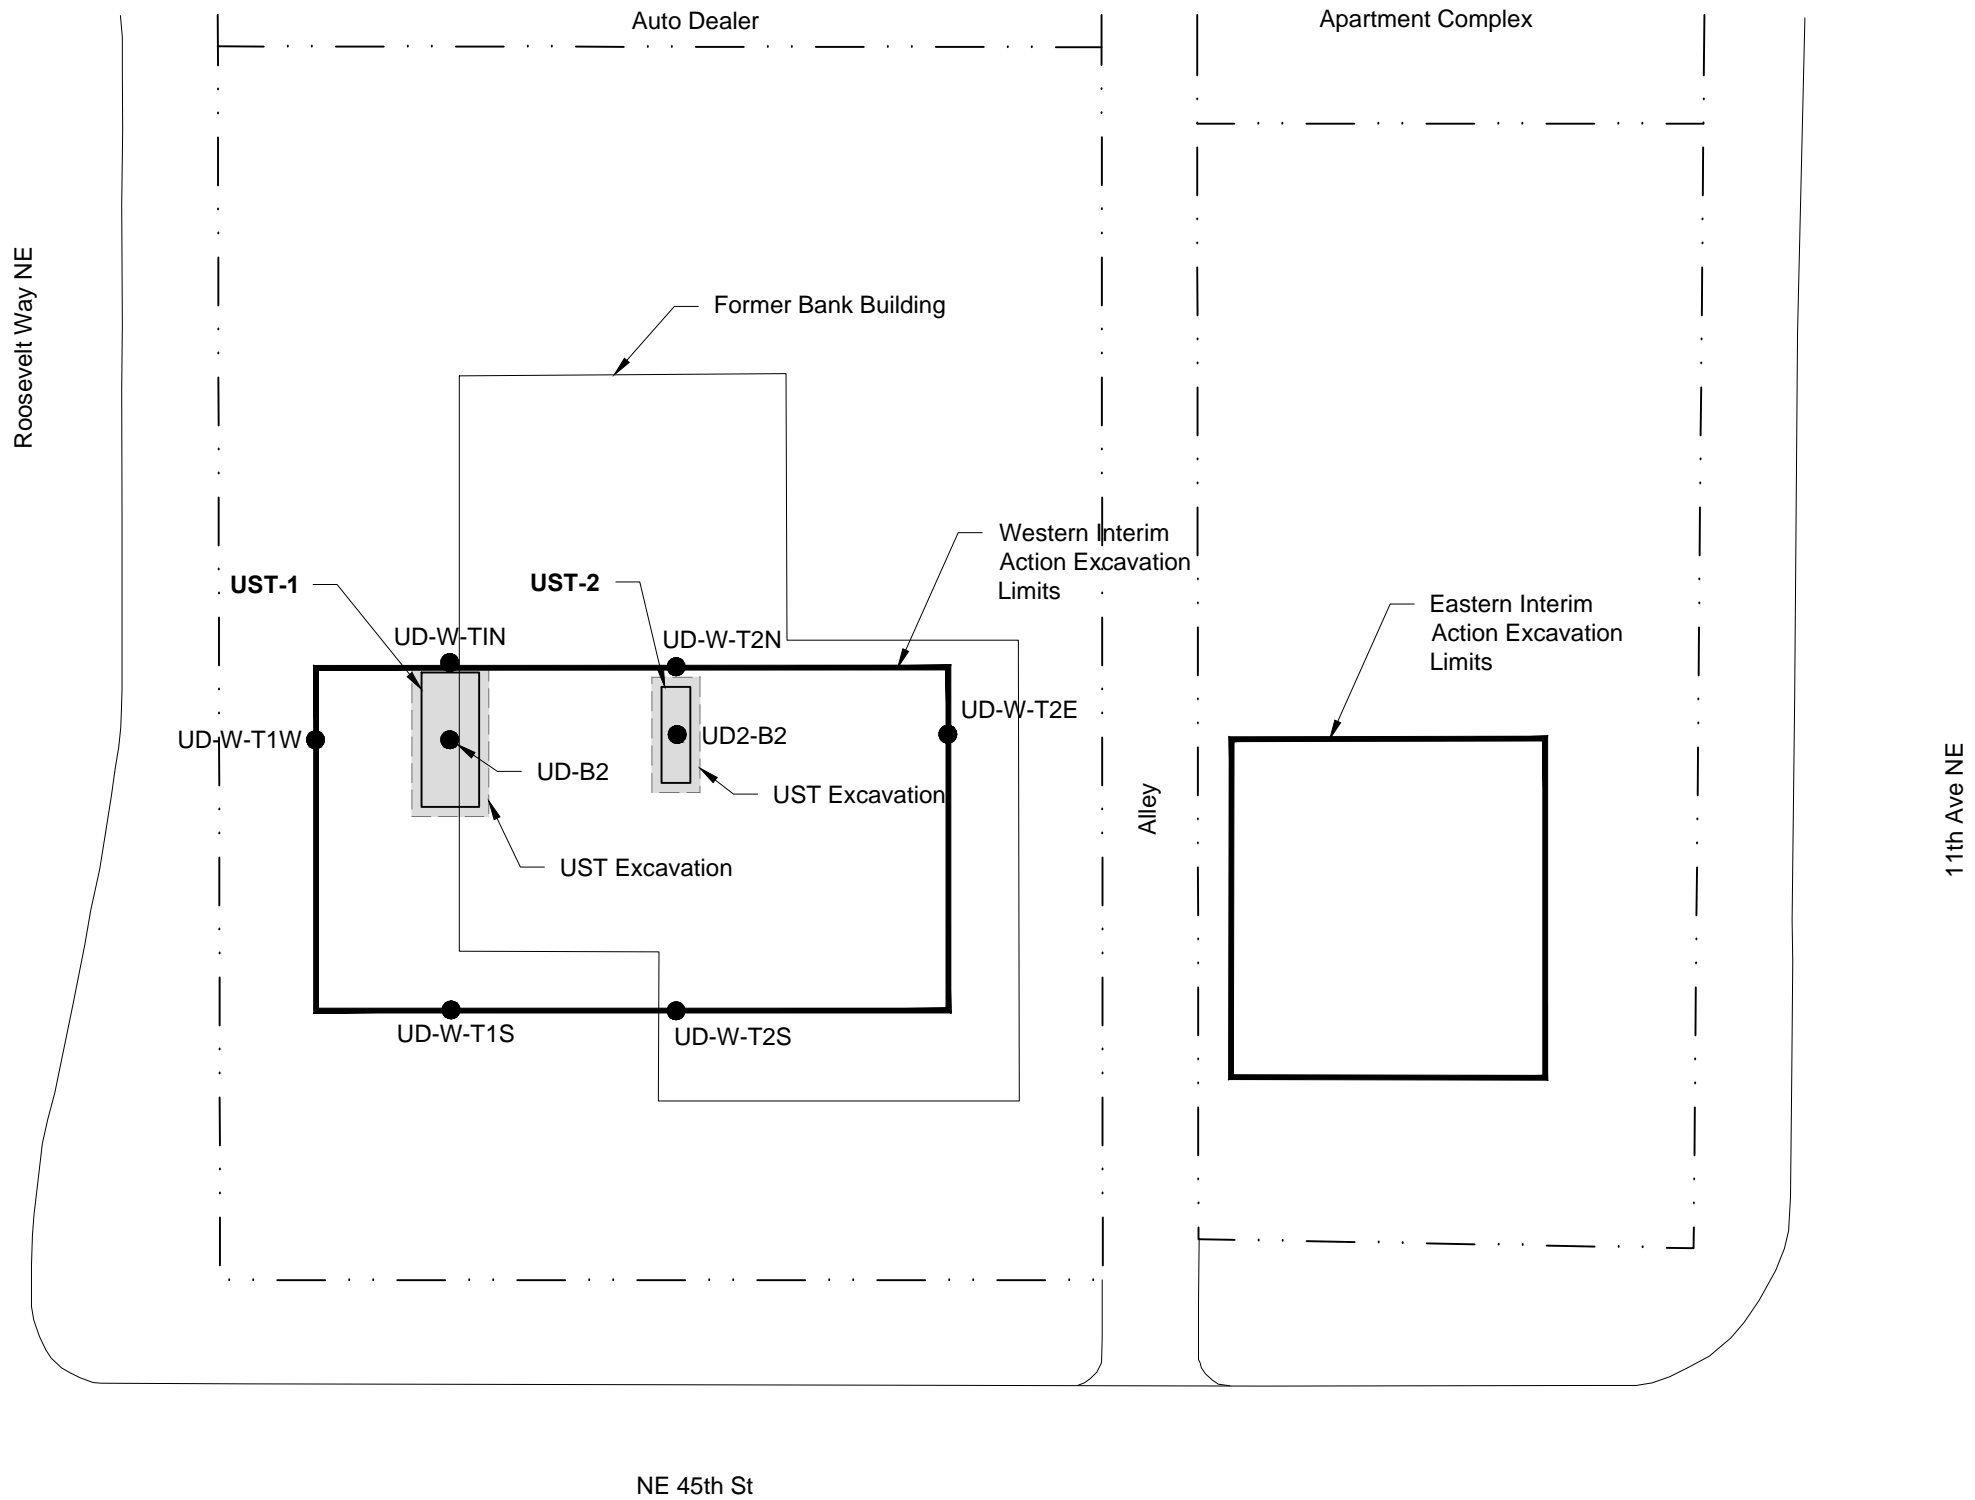 Auto Dealer
Apartment Complex
Roosevelt Way NE
Former Bank Building
Western Interim
Action Excavation
Limits
UST-1
UST-2
Eastern Interim
Action Excavation
Limits
UD-W-TIN
UD-W-T2N
UD-W-T2E
UD-W-T1W
UD2-B2
UD-B2
UST Excavation
UST Excavation
Alley
11th Ave NE
UD-W-T1S
UD-W-T2S
NE 45th St